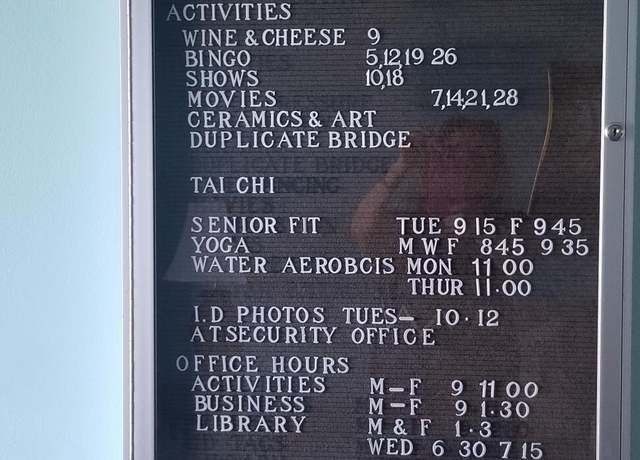 ACTIVITIES
WINE & CHEESE 9
BINGO 5,12,19 26
SHOWS 10,18
MOVIES 7,14,21,28
CERAMICS & ART
DUPLICATE BRIDGE
TAI CHI
SENIOR FIT TUE 9 15 F 9 45
YOGA M W F 8 45 9 35
WATER AEROBCIS MON 11 00
THUR 11.00
I.D PHOTOS TUES – 10 · 12
AT SECURITY OFFICE
OFFICE HOURS
ACTIVITIES M – F 9 11 00
BUSINESS M – F 9 1.30
LIBRARY M & F 1 · 3
WED 6 30 7 15